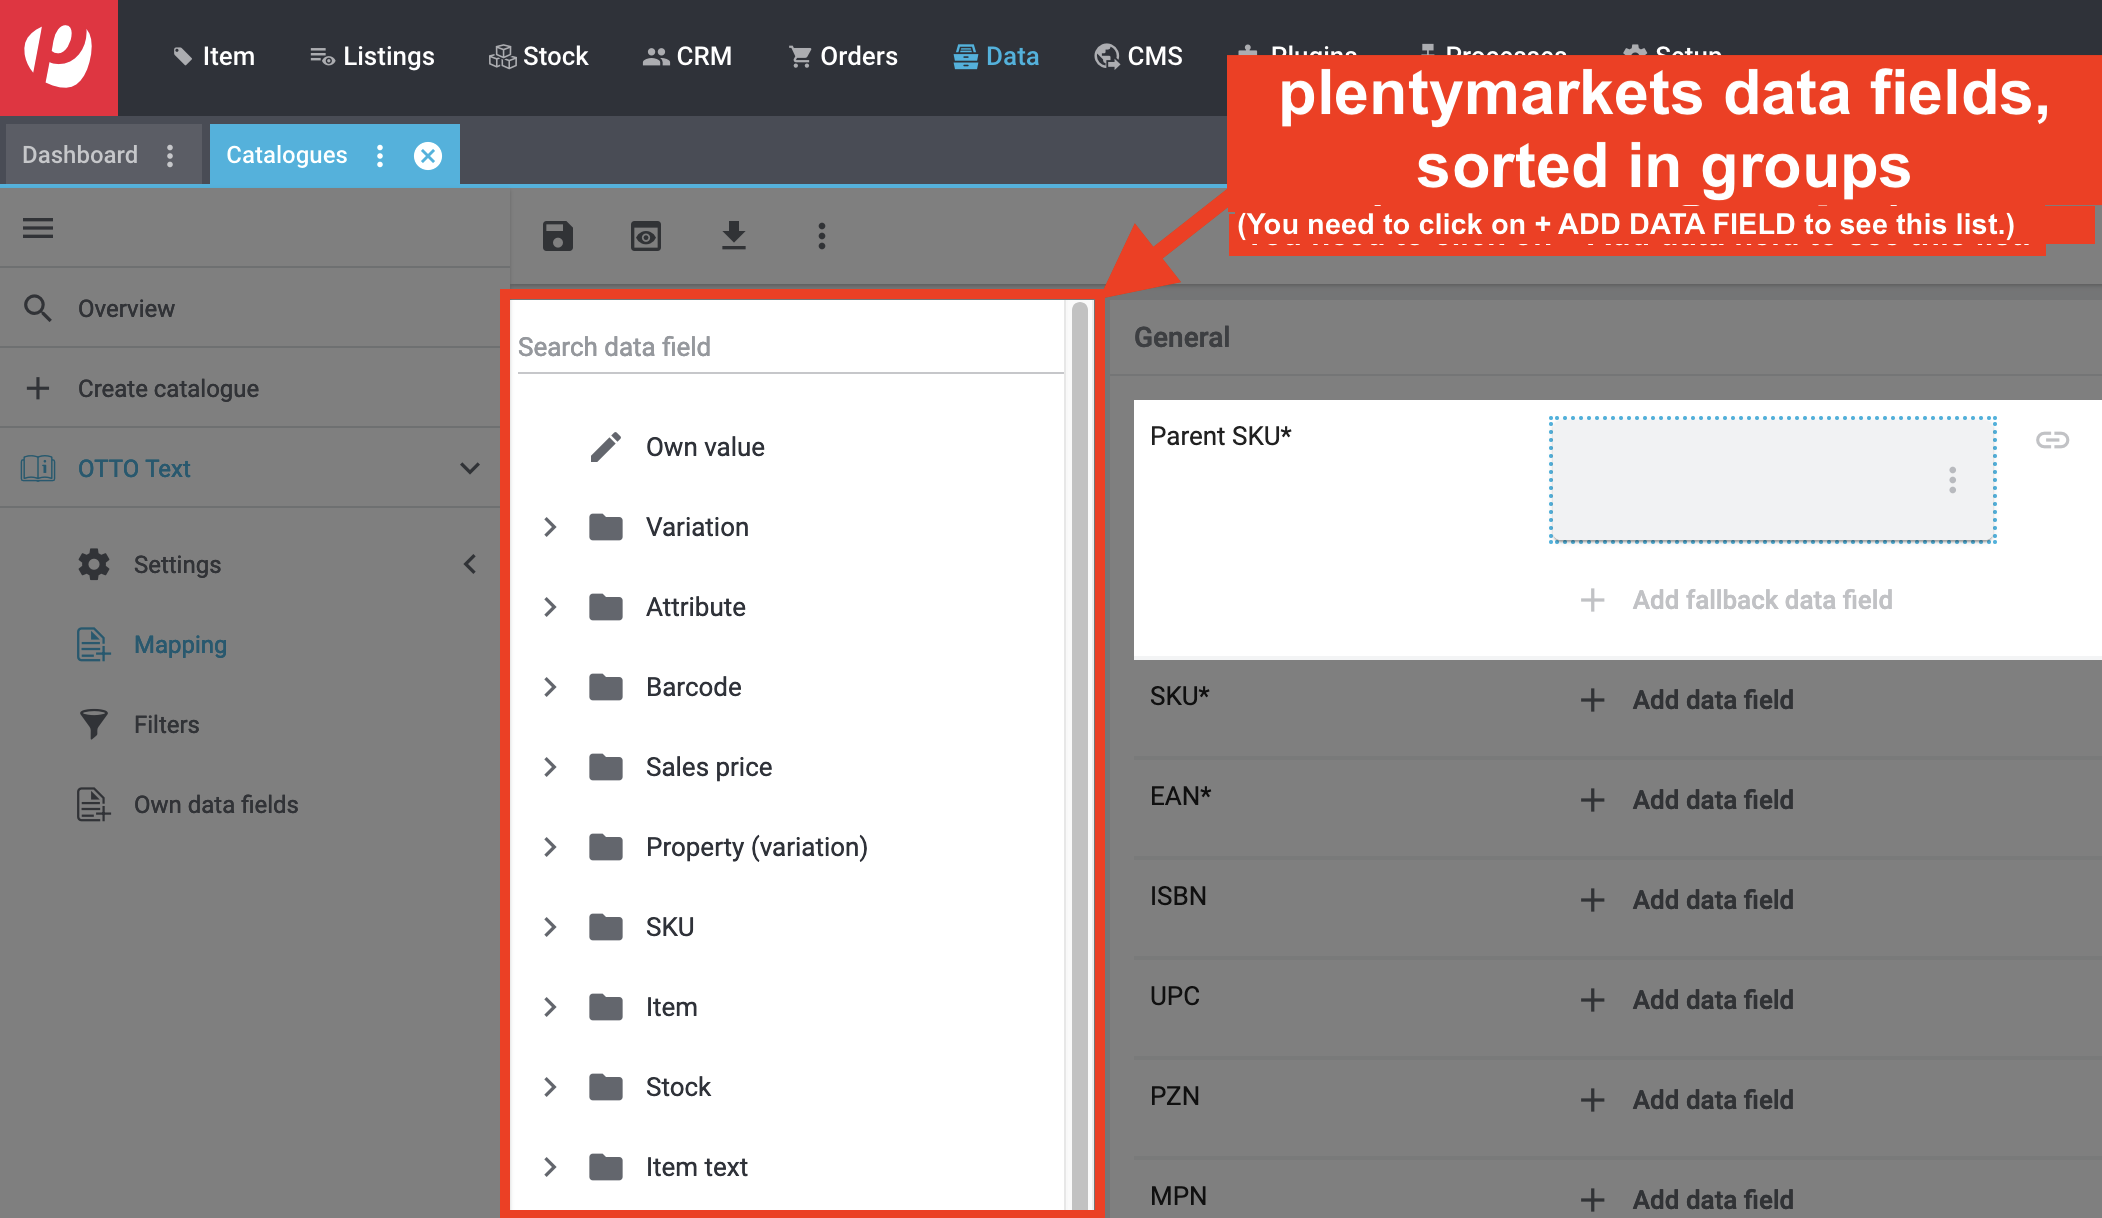 Item Listings Stock CRM Orders Data CMS Plugins Processes Setup
plentymarkets data fields,
sorted in groups
(You need to click on + ADD DATA FIELD to see this list.)
Dashboard
Catalogues
Overview
Create catalogue
OTTO Text
Settings
Mapping
Filters
Own data fields
Search data field
Own value
Variation
Attribute
Barcode
Sales price
Property (variation)
SKU
Item
Stock
Item text
General
Parent SKU*
+ Add fallback data field
SKU* + Add data field
EAN* + Add data field
ISBN + Add data field
UPC + Add data field
PZN + Add data field
MPN + Add data field